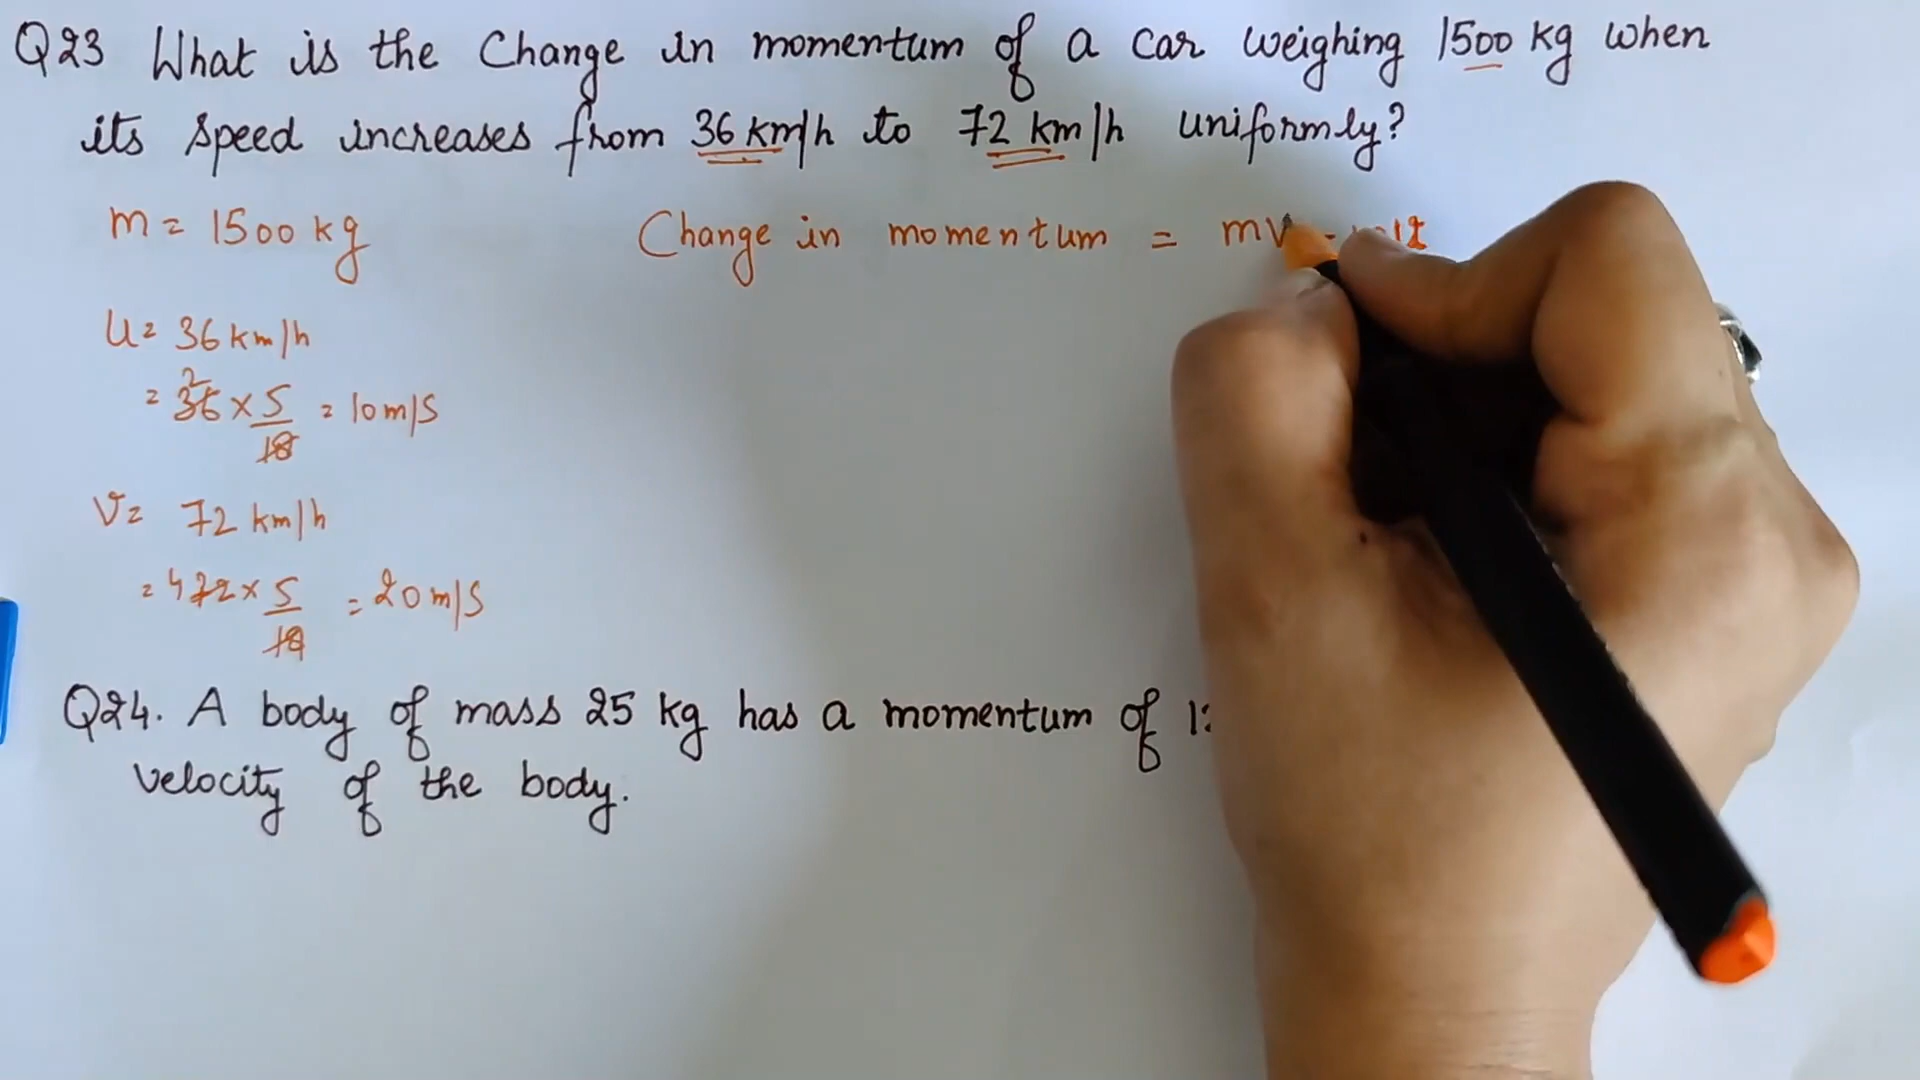 Q23 What is the Change in momentum of a car weighing 1500 kg when
its speed increases from 36 km/h to 72 km/h uniformly?
m = 1500 kg
Change in momentum = mv -
u = 36 km/h
= 36 × 5/18 = 10 m/s
2
v = 72 km/h
= 4 72 × 5/18 = 20 m/s
Q24. A body of mass 25 kg has a momentum of
velocity of the body.